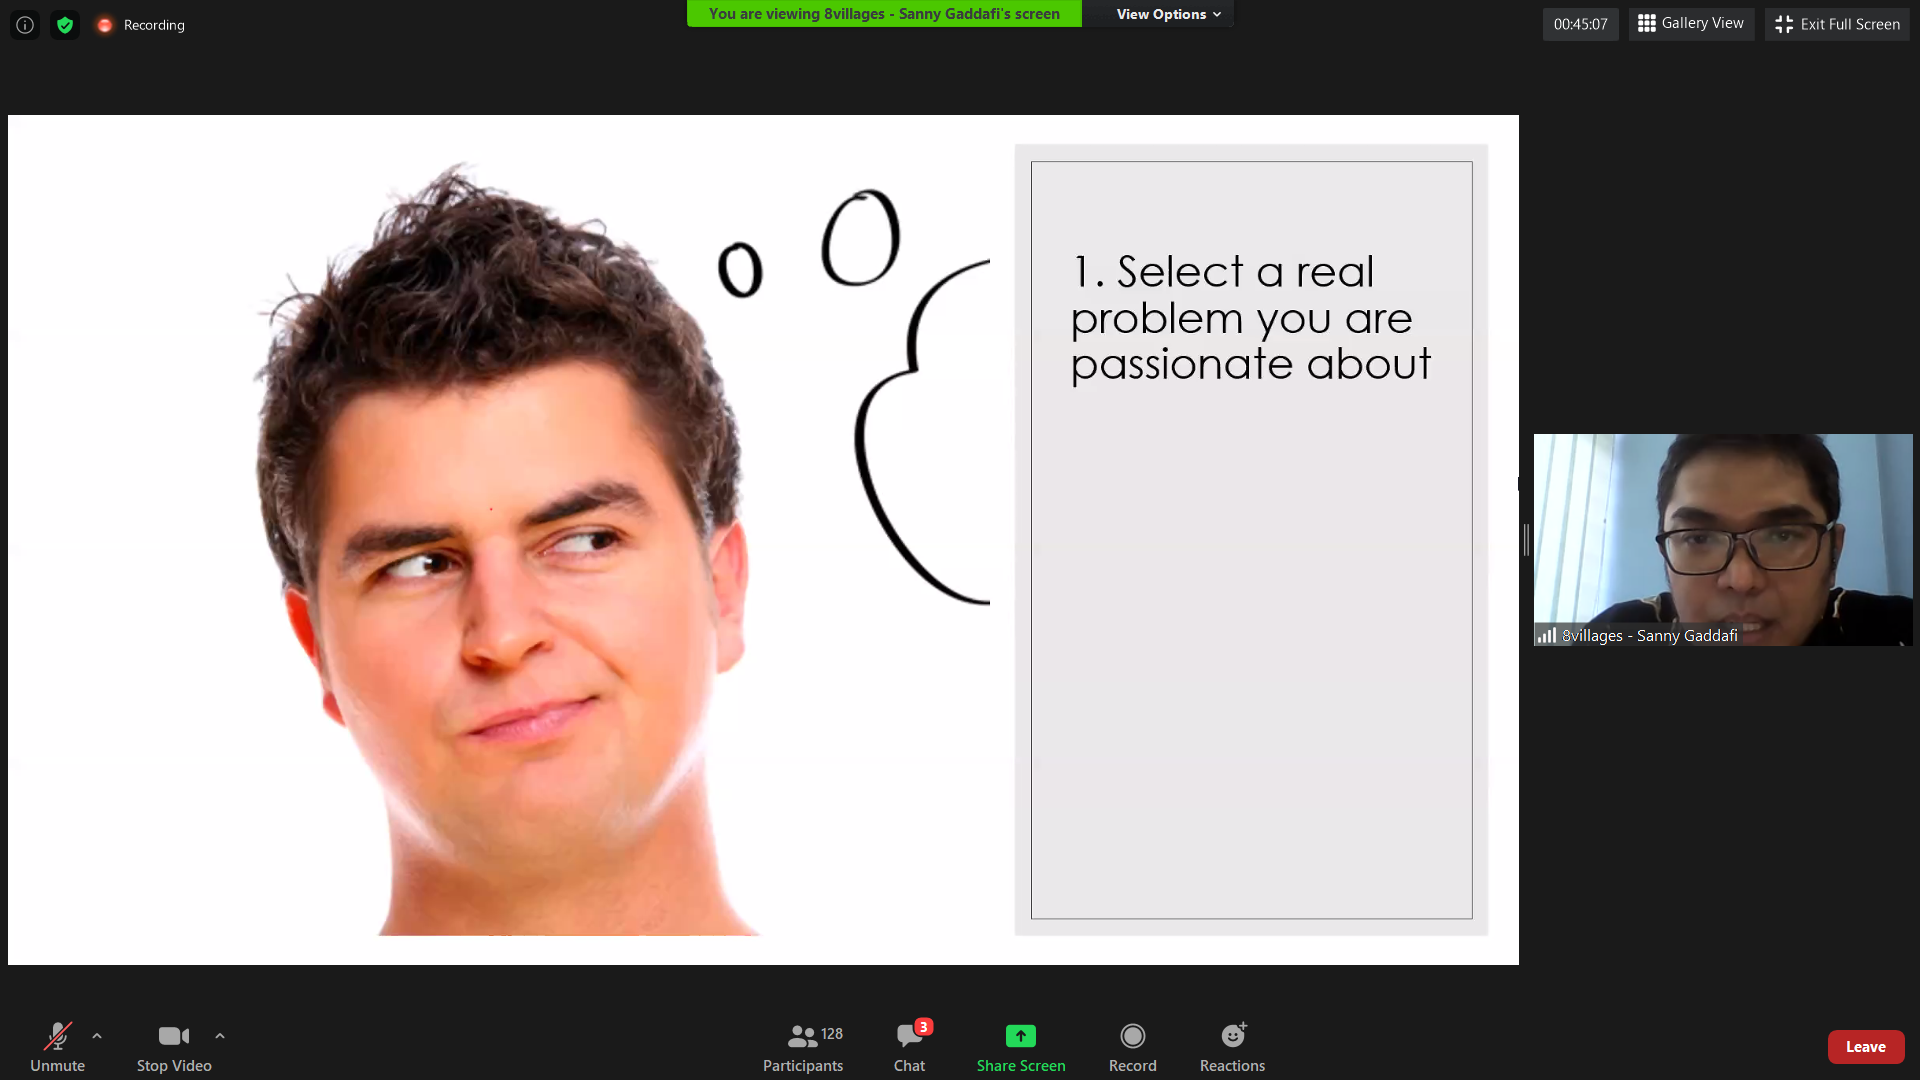 Recording
You are viewing 8villages - Sanny Gaddafi's screen
View Options
00:45:07
Gallery View
Exit Full Screen
1. Select a real
problem you are
passionate about
8villages - Sanny Gaddafi
Unmute
Stop Video
128
Participants
3
Chat
Share Screen
Record
Reactions
Leave